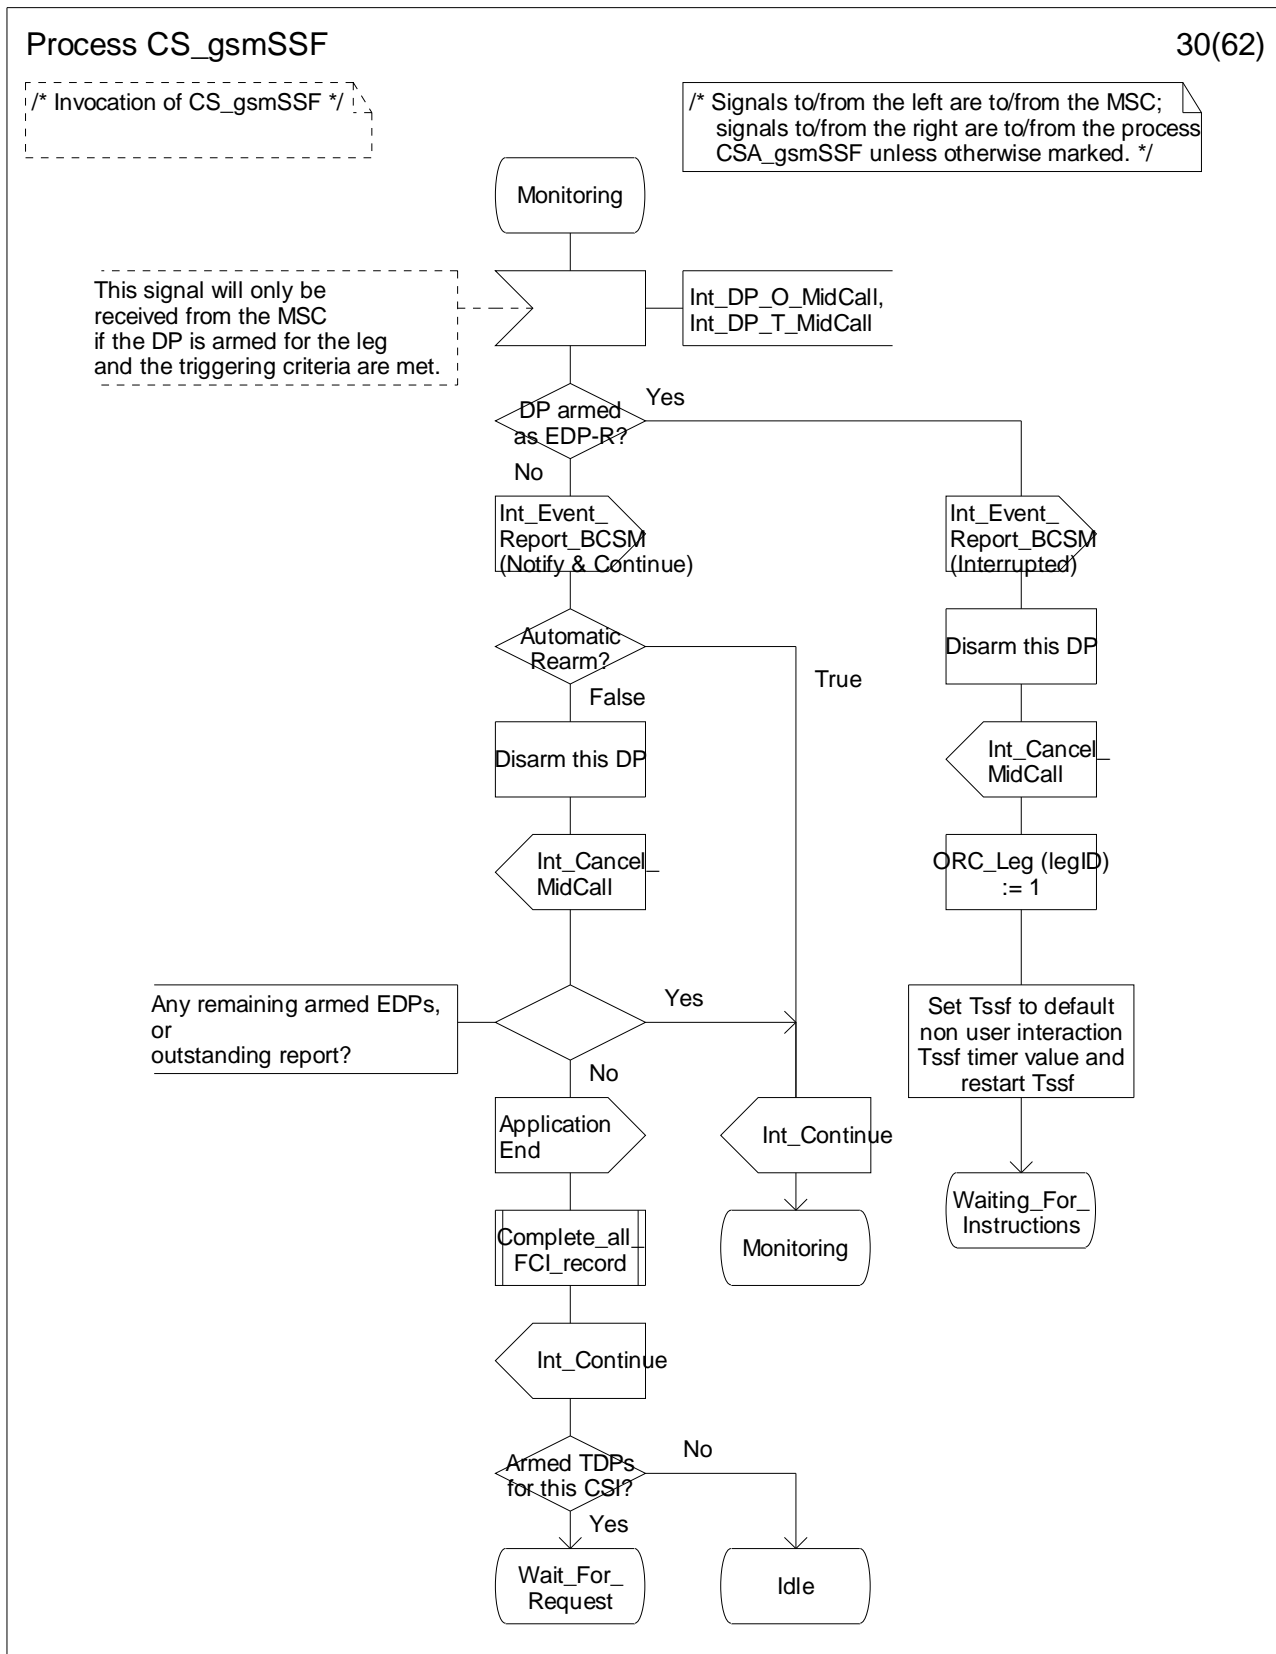 Process CS_gsmSSF
30(62)
/* Invocation of CS_gsmSSF */
/* Signals to/from the left are to/from the MSC;
signals to/from the right are to/from the process
CSA_gsmSSF unless otherwise marked. */
Monitoring
This signal will only be
received from the MSC
if the DP is armed for the leg
and the triggering criteria are met.
Int_DP_O_MidCall,
Int_DP_T_MidCall
DP armed
as EDP-R?
Yes
No
Int_Event_
Report_BCSM
(Notify & Continue)
Int_Event_
Report_BCSM
(Interrupted)
Automatic
Rearm?
True
False
Disarm this DP
Disarm this DP
Int_Cancel_
MidCall
Int_Cancel_
MidCall
ORC_Leg (legID)
:= 1
Any remaining armed EDPs,
or
outstanding report?
Yes
No
Set Tssf to default
non user interaction
Tssf timer value and
restart Tssf
Application
End
Int_Continue
Waiting_For_
Instructions
Complete_all_
FCI_record
Monitoring
Int_Continue
Armed TDPs
for this CSI?
No
Yes
Wait_For_
Request
Idle